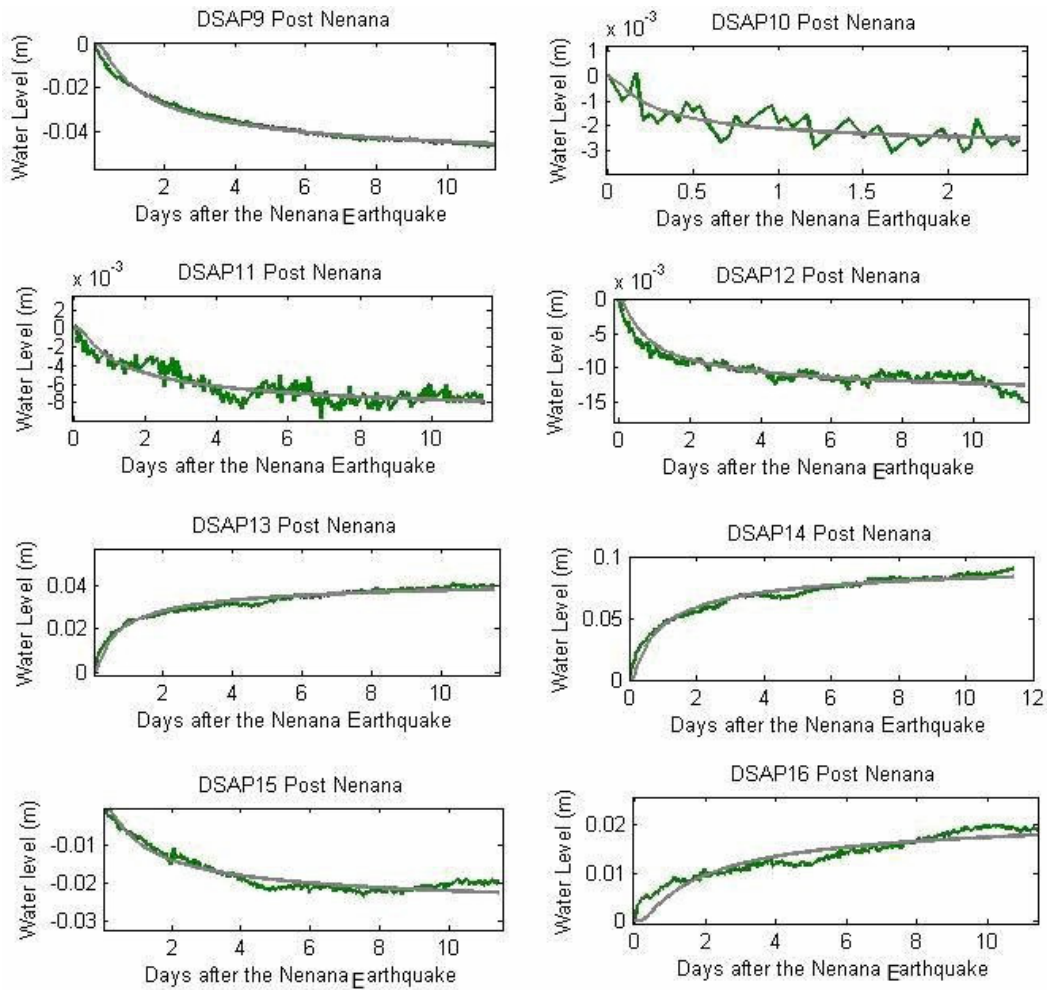 DSAP9 Post Nenana
0
-0.02
-0.04
Water Level (m)
2 4 6 8 10
Days after the Nenana Earthquake
DSAP10 Post Nenana
x 10⁻³
1
0
-1
-2
-3
Water Level (m)
0 0.5 1 1.5 2
Days after the Nenana Earthquake
DSAP11 Post Nenana
x 10⁻³
2
0
-2
-4
-6
-8
Water Level (m)
0 2 4 6 8 10
Days after the Nenana Earthquake
DSAP12 Post Nenana
x 10⁻³
0
-5
-10
-15
Water Level (m)
0 2 4 6 8 10
Days after the Nenana Earthquake
DSAP13 Post Nenana
0.04
0.02
0
Water Level (m)
2 4 6 8 10
Days after the Nenana Earthquake
DSAP14 Post Nenana
0.1
0.05
0
Water Level (m)
0 2 4 6 8 10 12
Days after the Nenana Earthquake
DSAP15 Post Nenana
-0.01
-0.02
-0.03
Water level (m)
2 4 6 8 10
Days after the Nenana Earthquake
DSAP16 Post Nenana
0.02
0.01
0
Water Level (m)
0 2 4 6 8 10
Days after the Nenana Earthquake